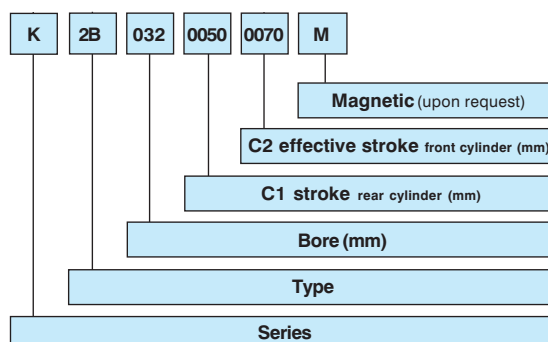 K 2B 032 0050 0070 M
Magnetic (upon request)
C2 effective stroke front cylinder (mm)
C1 stroke rear cylinder (mm)
Bore (mm)
Type
Series